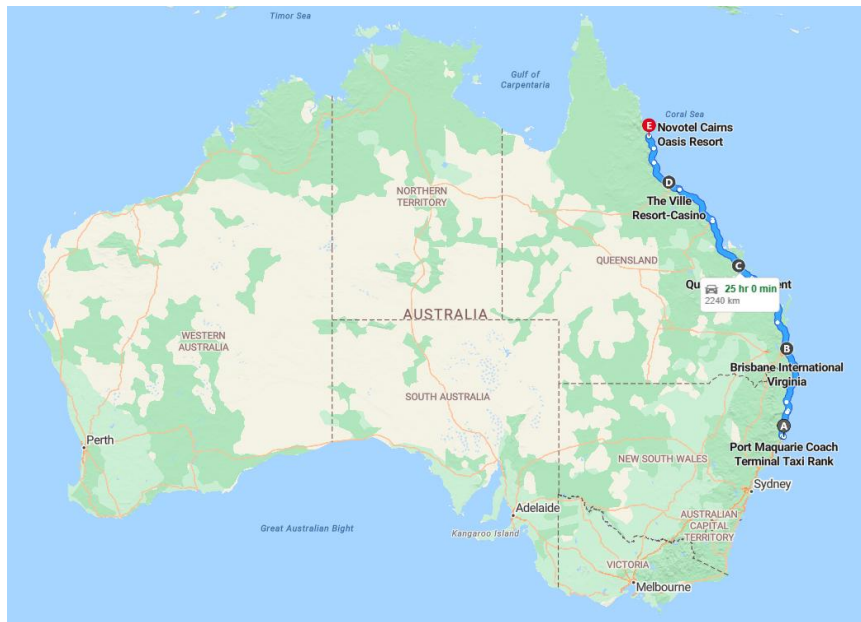 Timor Sea
Gulf of
Carpentaria
Coral Sea
E
Novotel Cairns
Oasis Resort
D
The Ville
Resort-Casino
NORTHERN
TERRITORY
QUEENSLAND
C
25 hr 0 min
2240 km
AUSTRALIA
WESTERN
AUSTRALIA
B
Brisbane International
Virginia
SOUTH AUSTRALIA
A
Port Maquarie Coach
Terminal Taxi Rank
Perth
NEW SOUTH WALES
Sydney
Adelaide
AUSTRALIAN
CAPITAL
TERRITORY
Great Australian Bight
Kangaroo Island
VICTORIA
Melbourne